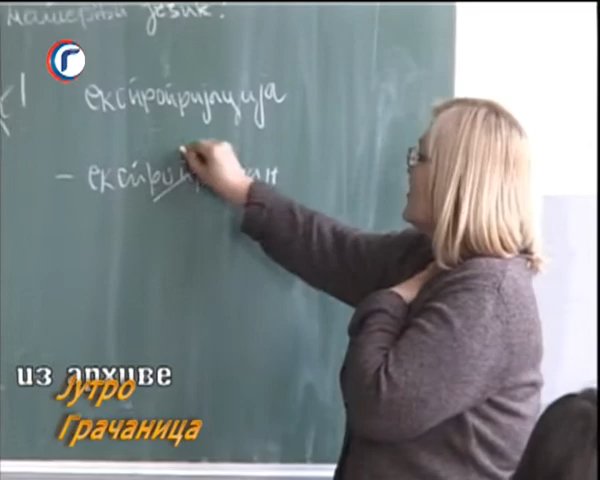 матерњи језик:
Г
експропријација
из архиве
Јутро
Грачаница